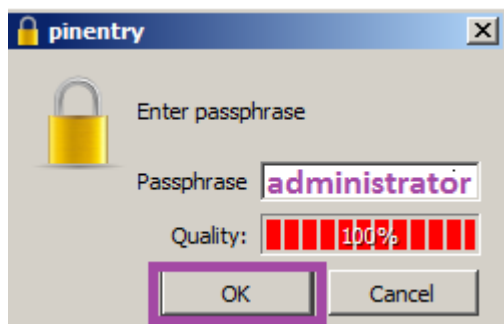 pinentry
Enter passphrase
Passphrase administrator
Quality: 100%
OK Cancel